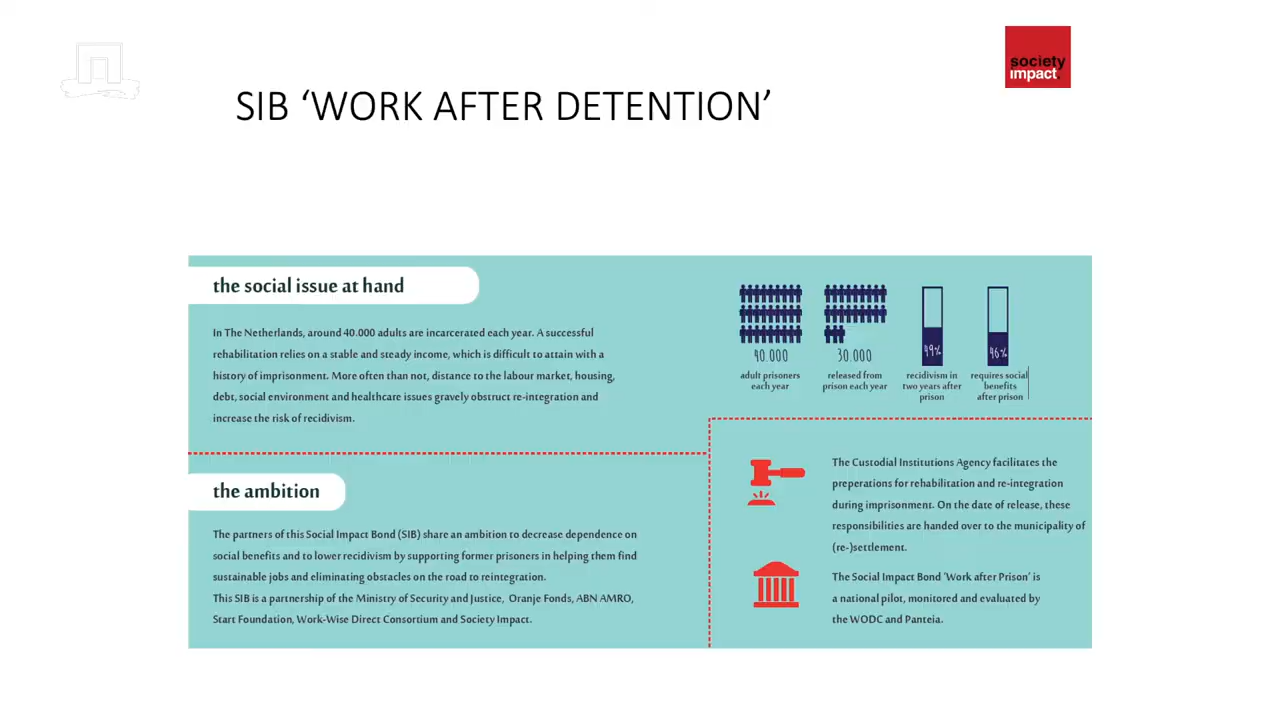 society
impact.
SIB ‘WORK AFTER DETENTION’
the social issue at hand
In The Netherlands, around 40.000 adults are incarcerated each year. A successful
rehabilitation relies on a stable and steady income, which is difficult to attain with a
history of imprisonment. More often than not, distance to the labour market, housing,
debt, social environment and healthcare issues gravely obstruct re-integration and
increase the risk of recidivism.
40.000
adult prisoners
each year
30.000
released from
prison each year
49%
recidivism in
two years after
prison
46%
requires social
benefits
after prison
the ambition
The partners of this Social Impact Bond (SIB) share an ambition to decrease dependence on
social benefits and to lower recidivism by supporting former prisoners in helping them find
sustainable jobs and eliminating obstacles on the road to reintegration.
This SIB is a partnership of the Ministry of Security and Justice, Oranje Fonds, ABN AMRO,
Start Foundation, Work-Wise Direct Consortium and Society Impact.
The Custodial Institutions Agency facilitates the
preperations for rehabilitation and re-integration
during imprisonment. On the date of release, these
responsibilities are handed over to the municipality of
(re-)settlement.
The Social Impact Bond ‘Work after Prison’ is
a national pilot, monitored and evaluated by
the WODC and Panteia.